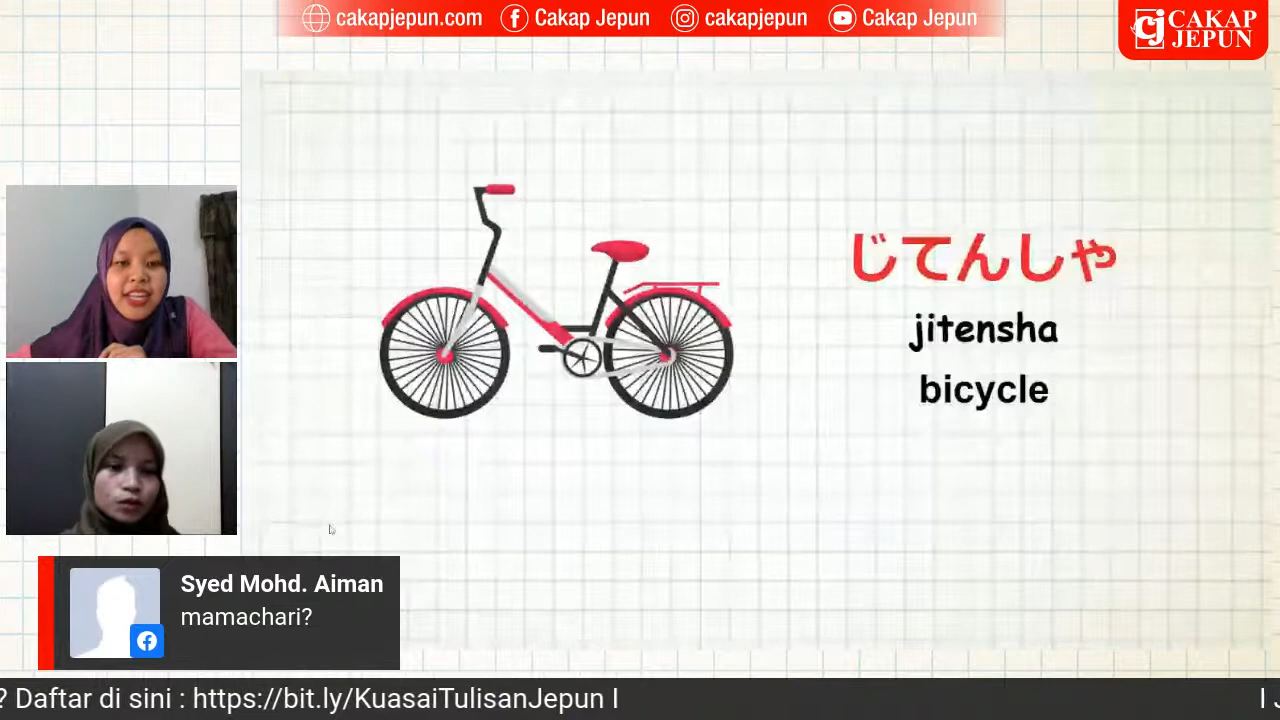 cakapjepun.com Cakap Jepun cakapjepun Cakap Jepun
CAKAP
JEPUN
じてんしゃ
jitensha
bicycle
Syed Mohd. Aiman
mamachari?
? Daftar di sini : https://bit.ly/KuasaiTulisanJepun I